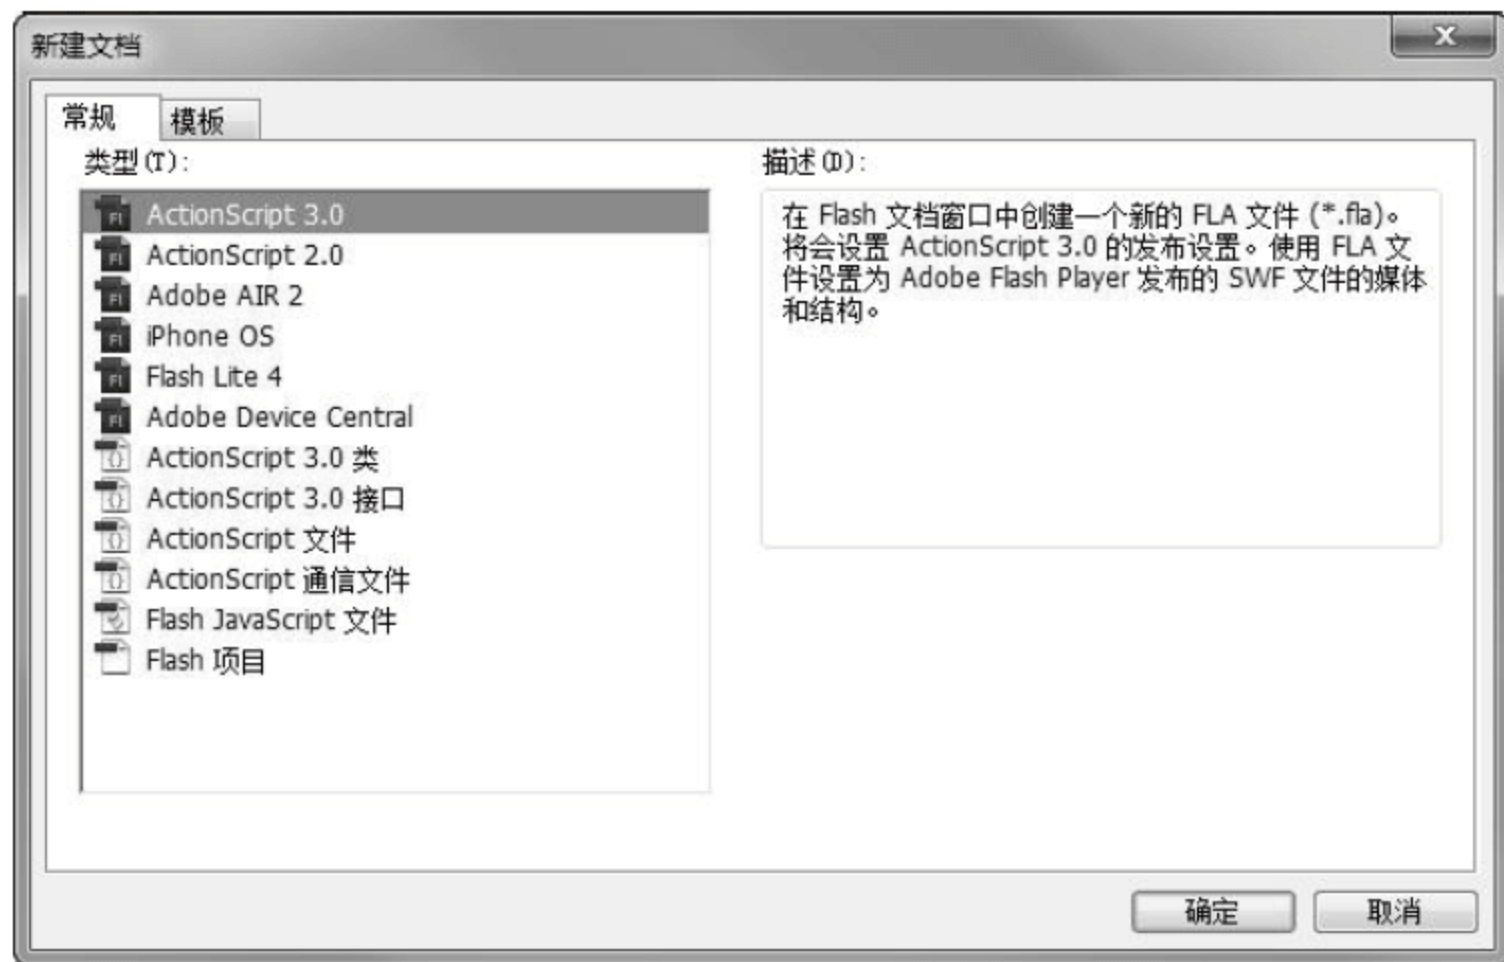 新建文档
常规
模板
类型(T):
ActionScript 3.0
ActionScript 2.0
Adobe AIR 2
iPhone OS
Flash Lite 4
Adobe Device Central
ActionScript 3.0 类
ActionScript 3.0 接口
ActionScript 文件
ActionScript 通信文件
Flash JavaScript 文件
Flash 项目
描述(D):
在 Flash 文档窗口中创建一个新的 FLA 文件 (*.fla)。
将会设置 ActionScript 3.0 的发布设置。使用 FLA 文
件设置为 Adobe Flash Player 发布的 SWF 文件的媒体
和结构。
确定
取消